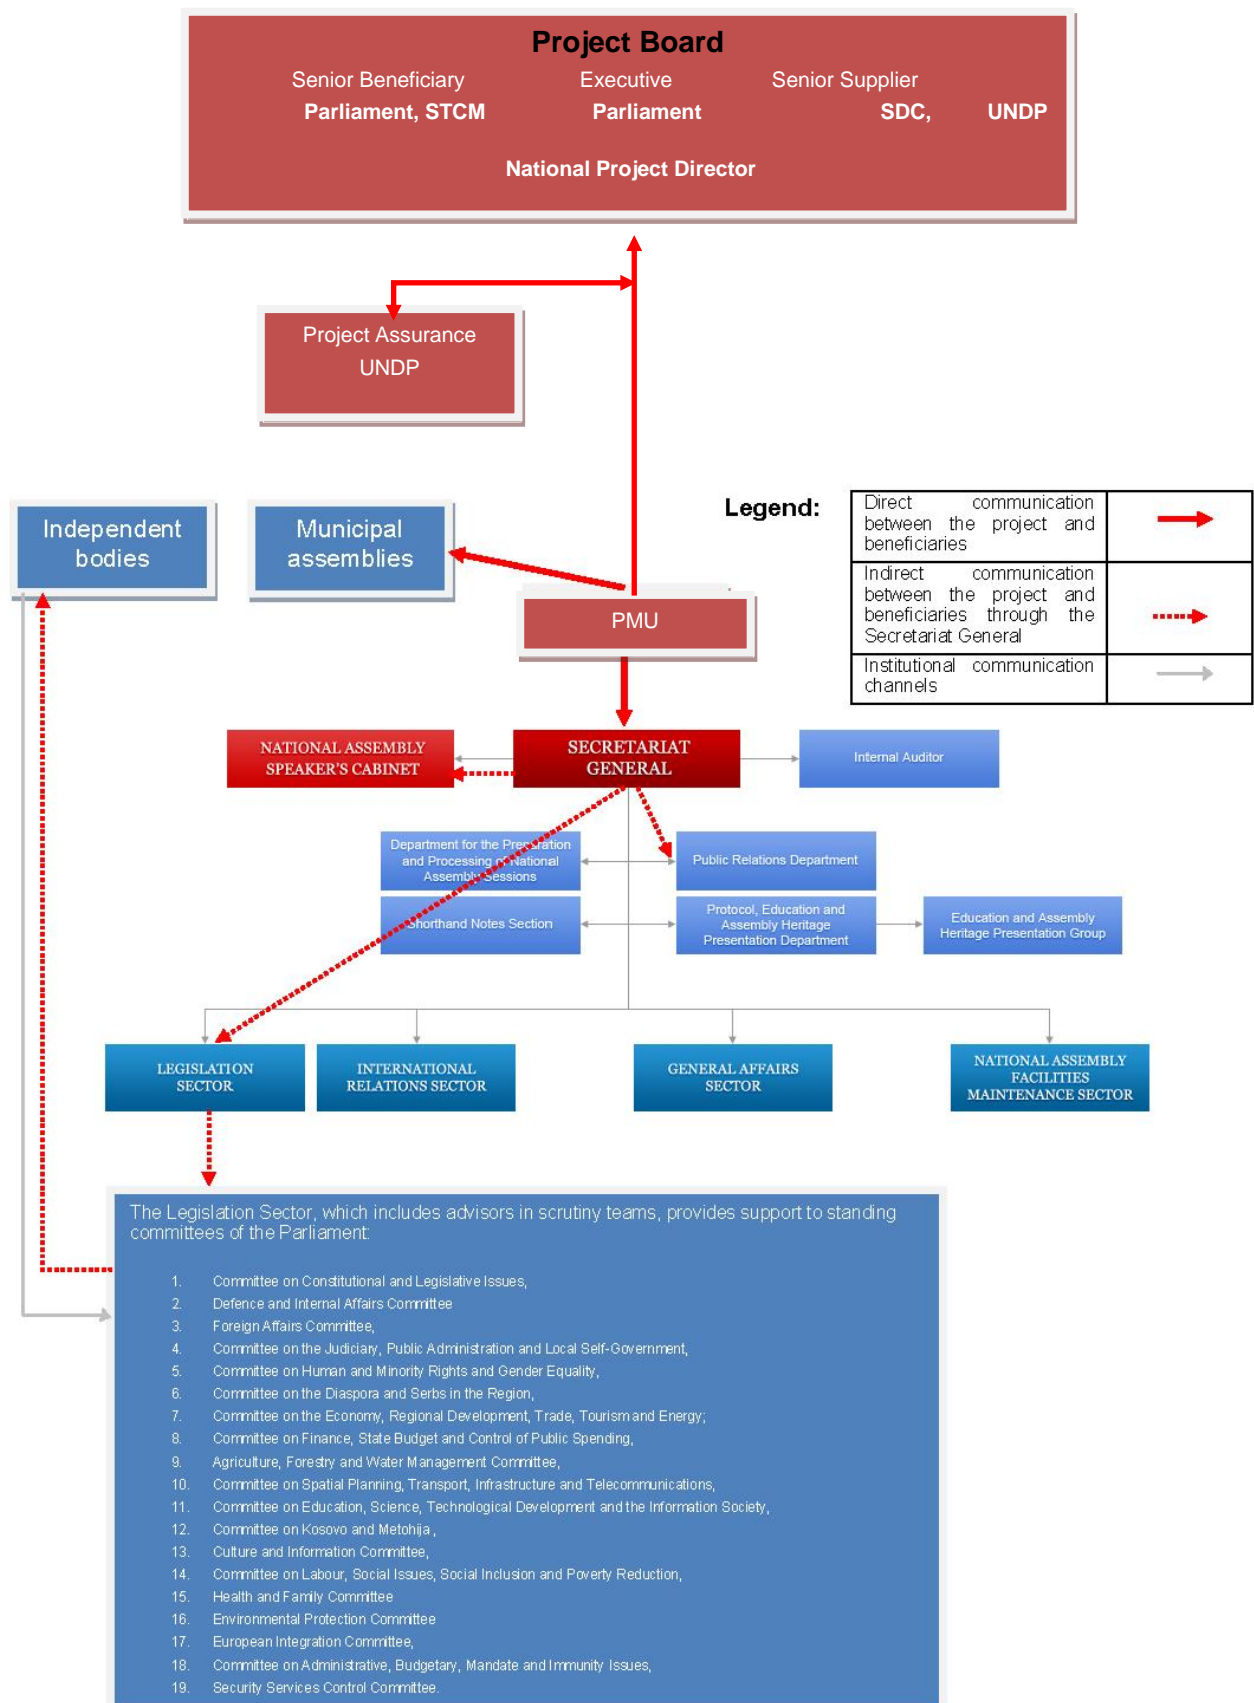 Project Board
Senior Beneficiary Executive Senior Supplier
Parliament, STCM Parliament SDC, UNDP
National Project Director
Project Assurance
UNDP
Independent
bodies
Municipal
assemblies
Legend:
Direct communication
between the project and
beneficiaries
Indirect communication
between the project and
beneficiaries through the
Secretariat General
Institutional communication
channels
PMU
NATIONAL ASSEMBLY
SPEAKER'S CABINET
SECRETARIAT
GENERAL
Internal Auditor
Department for the Preparation
and Processing of National
Assembly Sessions
Public Relations Department
Shorthand Notes Section
Protocol, Education and
Assembly Heritage
Presentation Department
Education and Assembly
Heritage Presentation Group
LEGISLATION
SECTOR
INTERNATIONAL
RELATIONS SECTOR
GENERAL AFFAIRS
SECTOR
NATIONAL ASSEMBLY
FACILITIES
MAINTENANCE SECTOR
The Legislation Sector, which includes advisors in scrutiny teams, provides support to standing
committees of the Parliament:
1. Committee on Constitutional and Legislative Issues,
2. Defence and Internal Affairs Committee
3. Foreign Affairs Committee,
4. Committee on the Judiciary, Public Administration and Local Self-Government,
5. Committee on Human and Minority Rights and Gender Equality,
6. Committee on the Diaspora and Serbs in the Region,
7. Committee on the Economy, Regional Development, Trade, Tourism and Energy;
8. Committee on Finance, State Budget and Control of Public Spending,
9. Agriculture, Forestry and Water Management Committee,
10. Committee on Spatial Planning, Transport, Infrastructure and Telecommunications,
11. Committee on Education, Science, Technological Development and the Information Society,
12. Committee on Kosovo and Metohija ,
13. Culture and Information Committee,
14. Committee on Labour, Social Issues, Social Inclusion and Poverty Reduction,
15. Health and Family Committee
16. Environmental Protection Committee
17. European Integration Committee,
18. Committee on Administrative, Budgetary, Mandate and Immunity Issues,
19. Security Services Control Committee.